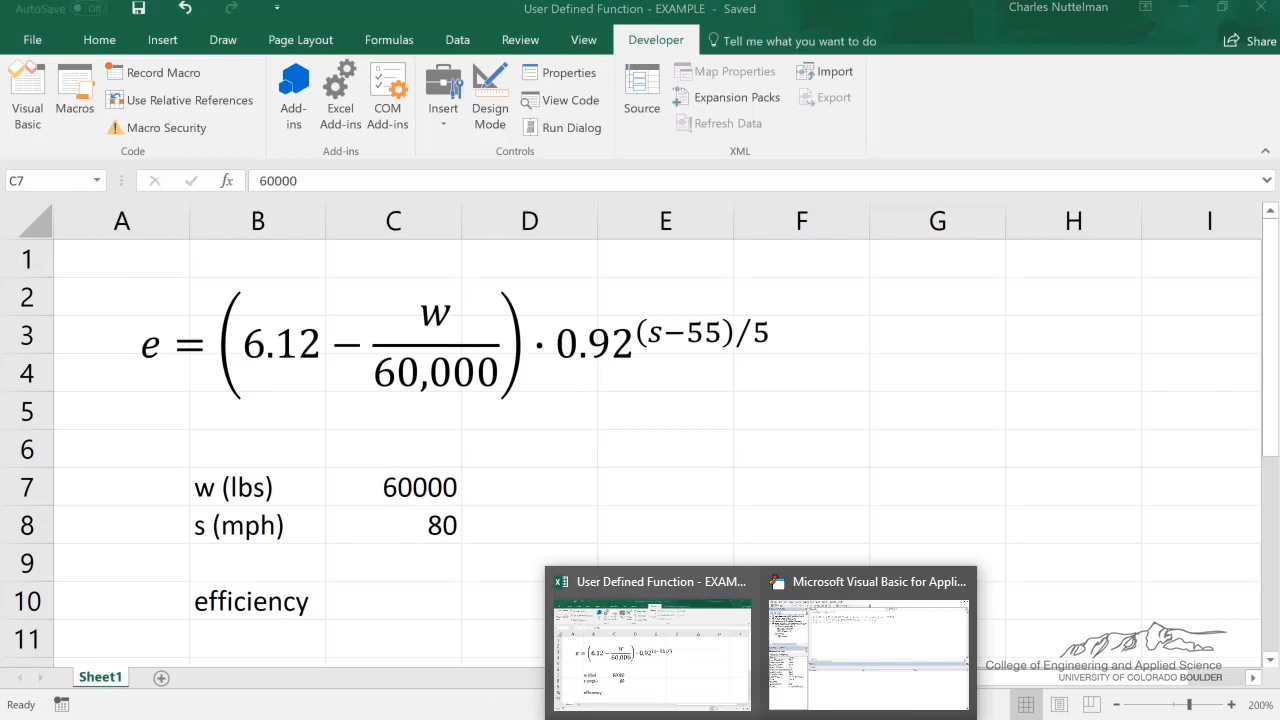 AutoSave Off User Defined Function - EXAMPLE - Saved Charles Nuttelman
File Home Insert Draw Page Layout Formulas Data Review View Developer Tell me what you want to do Share
Visual Basic
Macros
Record Macro
Use Relative References
Macro Security
Code
Add-ins
Excel Add-ins
COM Add-ins
Add-ins
Insert
Design Mode
Properties
View Code
Run Dialog
Controls
Source
Map Properties
Expansion Packs
Refresh Data
Import
Export
XML
C7 fx 60000
A B C D E F G H I
1
2
3
4
5
6
7
8
9
10
11
e = (6.12 − w/60,000) · 0.92^(s−55)/5
w (lbs) 60000
s (mph) 80
efficiency
User Defined Function - EXAM...
Microsoft Visual Basic for Appli...
College of Engineering and Applied Science
UNIVERSITY OF COLORADO BOULDER
Sheet1
Ready 200%